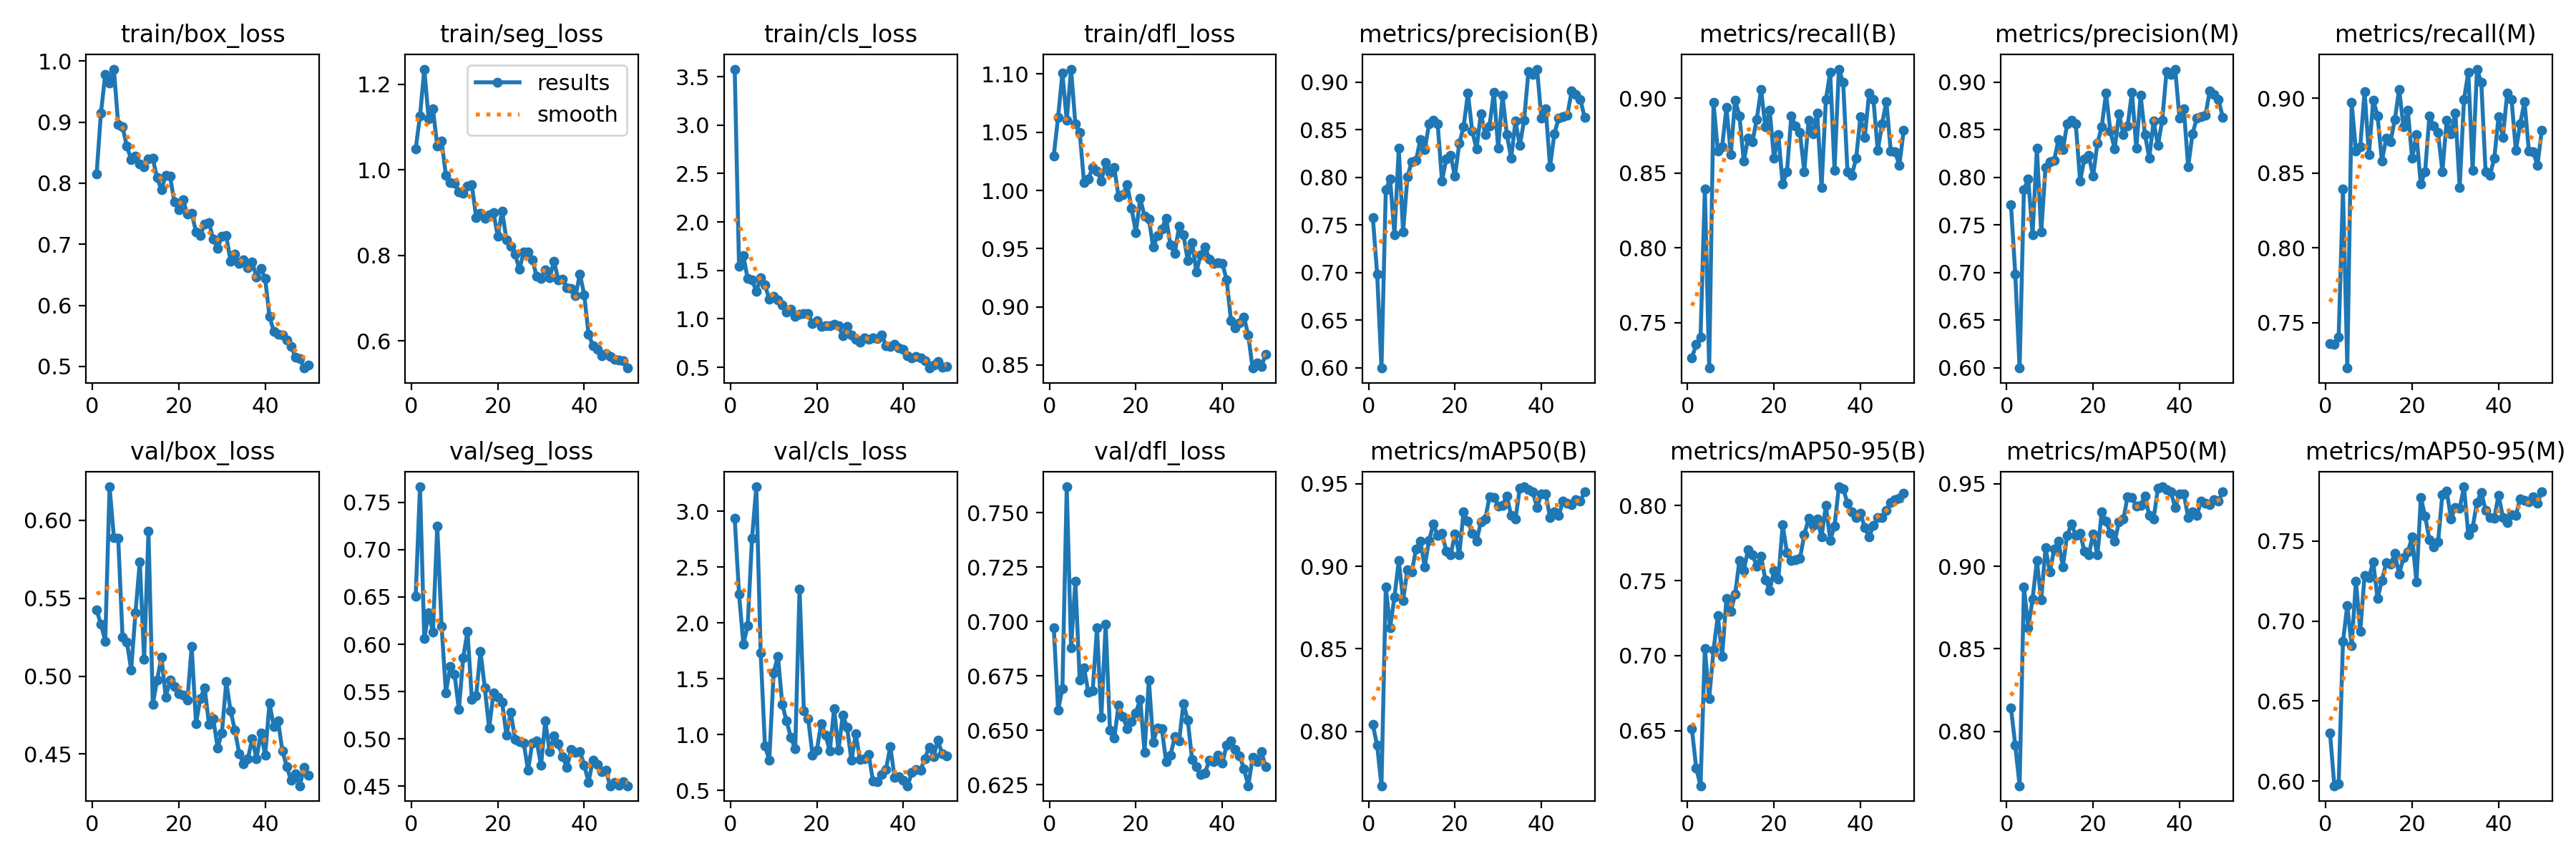 train/box_loss
1.0
0.9
0.8
0.7
0.6
0.5
0 20 40
train/seg_loss
results
smooth
1.2
1.0
0.8
0.6
0 20 40
train/cls_loss
3.5
3.0
2.5
2.0
1.5
1.0
0.5
0 20 40
train/dfl_loss
1.10
1.05
1.00
0.95
0.90
0.85
0 20 40
metrics/precision(B)
0.90
0.85
0.80
0.75
0.70
0.65
0.60
0 20 40
metrics/recall(B)
0.90
0.85
0.80
0.75
0 20 40
metrics/precision(M)
0.90
0.85
0.80
0.75
0.70
0.65
0.60
0 20 40
metrics/recall(M)
0.90
0.85
0.80
0.75
0 20 40
val/box_loss
0.60
0.55
0.50
0.45
0 20 40
val/seg_loss
0.75
0.70
0.65
0.60
0.55
0.50
0.45
0 20 40
val/cls_loss
3.0
2.5
2.0
1.5
1.0
0.5
0 20 40
val/dfl_loss
0.750
0.725
0.700
0.675
0.650
0.625
0 20 40
metrics/mAP50(B)
0.95
0.90
0.85
0.80
0 20 40
metrics/mAP50-95(B)
0.80
0.75
0.70
0.65
0 20 40
metrics/mAP50(M)
0.95
0.90
0.85
0.80
0 20 40
metrics/mAP50-95(M)
0.75
0.70
0.65
0.60
0 20 40